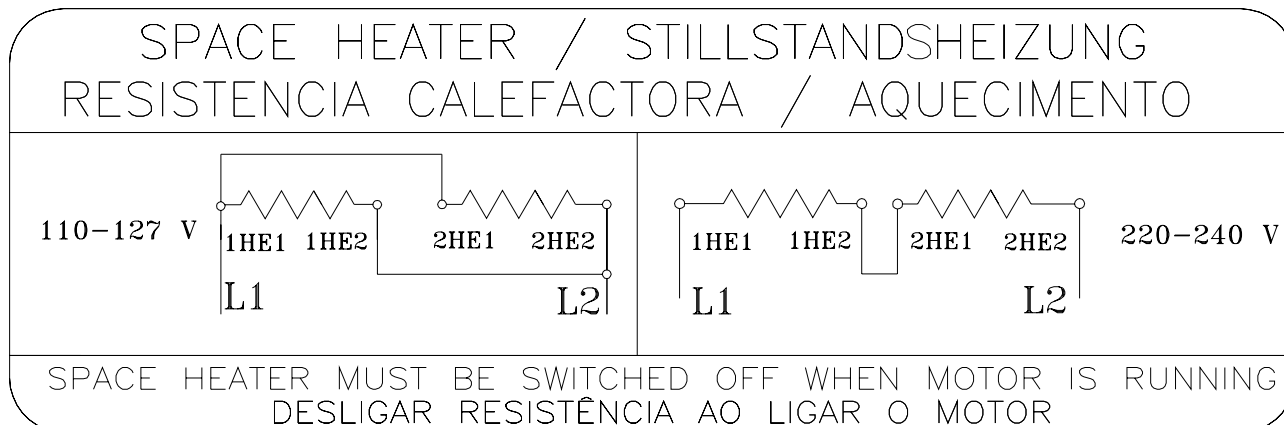 SPACE HEATER / STILLSTANDSHEIZUNG
RESISTENCIA CALEFACTORA / AQUECIMENTO
110-127 V
1HE1 1HE2 2HE1 2HE2
L1 L2
1HE1 1HE2 2HE1 2HE2
220-240 V
L1 L2
SPACE HEATER MUST BE SWITCHED OFF WHEN MOTOR IS RUNNING
DESLIGAR RESISTÊNCIA AO LIGAR O MOTOR